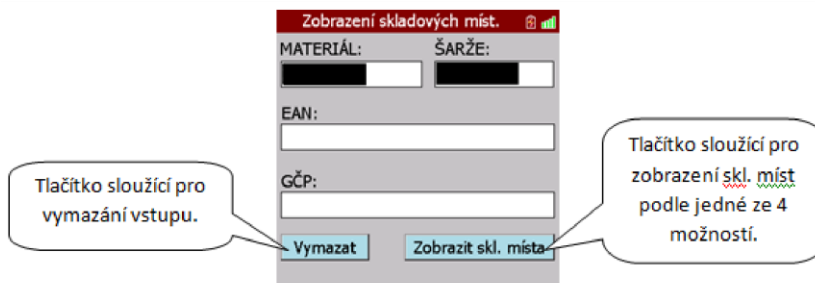 Zobrazení skladových míst.
MATERIÁL: ŠARŽE:
EAN:
GČP:
Vymazat Zobrazit skl. místa
Tlačítko sloužící pro
vymazání vstupu.
Tlačítko sloužící pro
zobrazení skl. míst
podle jedné ze 4
možností.